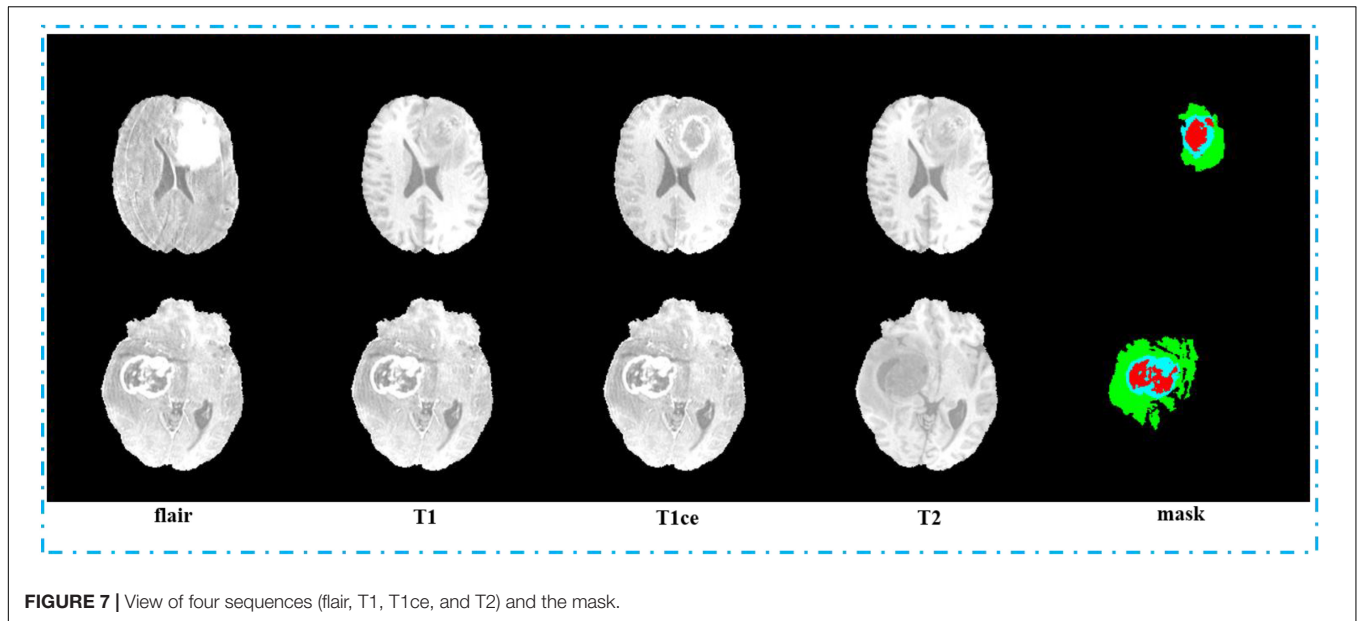 flair T1 T1ce T2 mask
FIGURE 7 | View of four sequences (flair, T1, T1ce, and T2) and the mask.